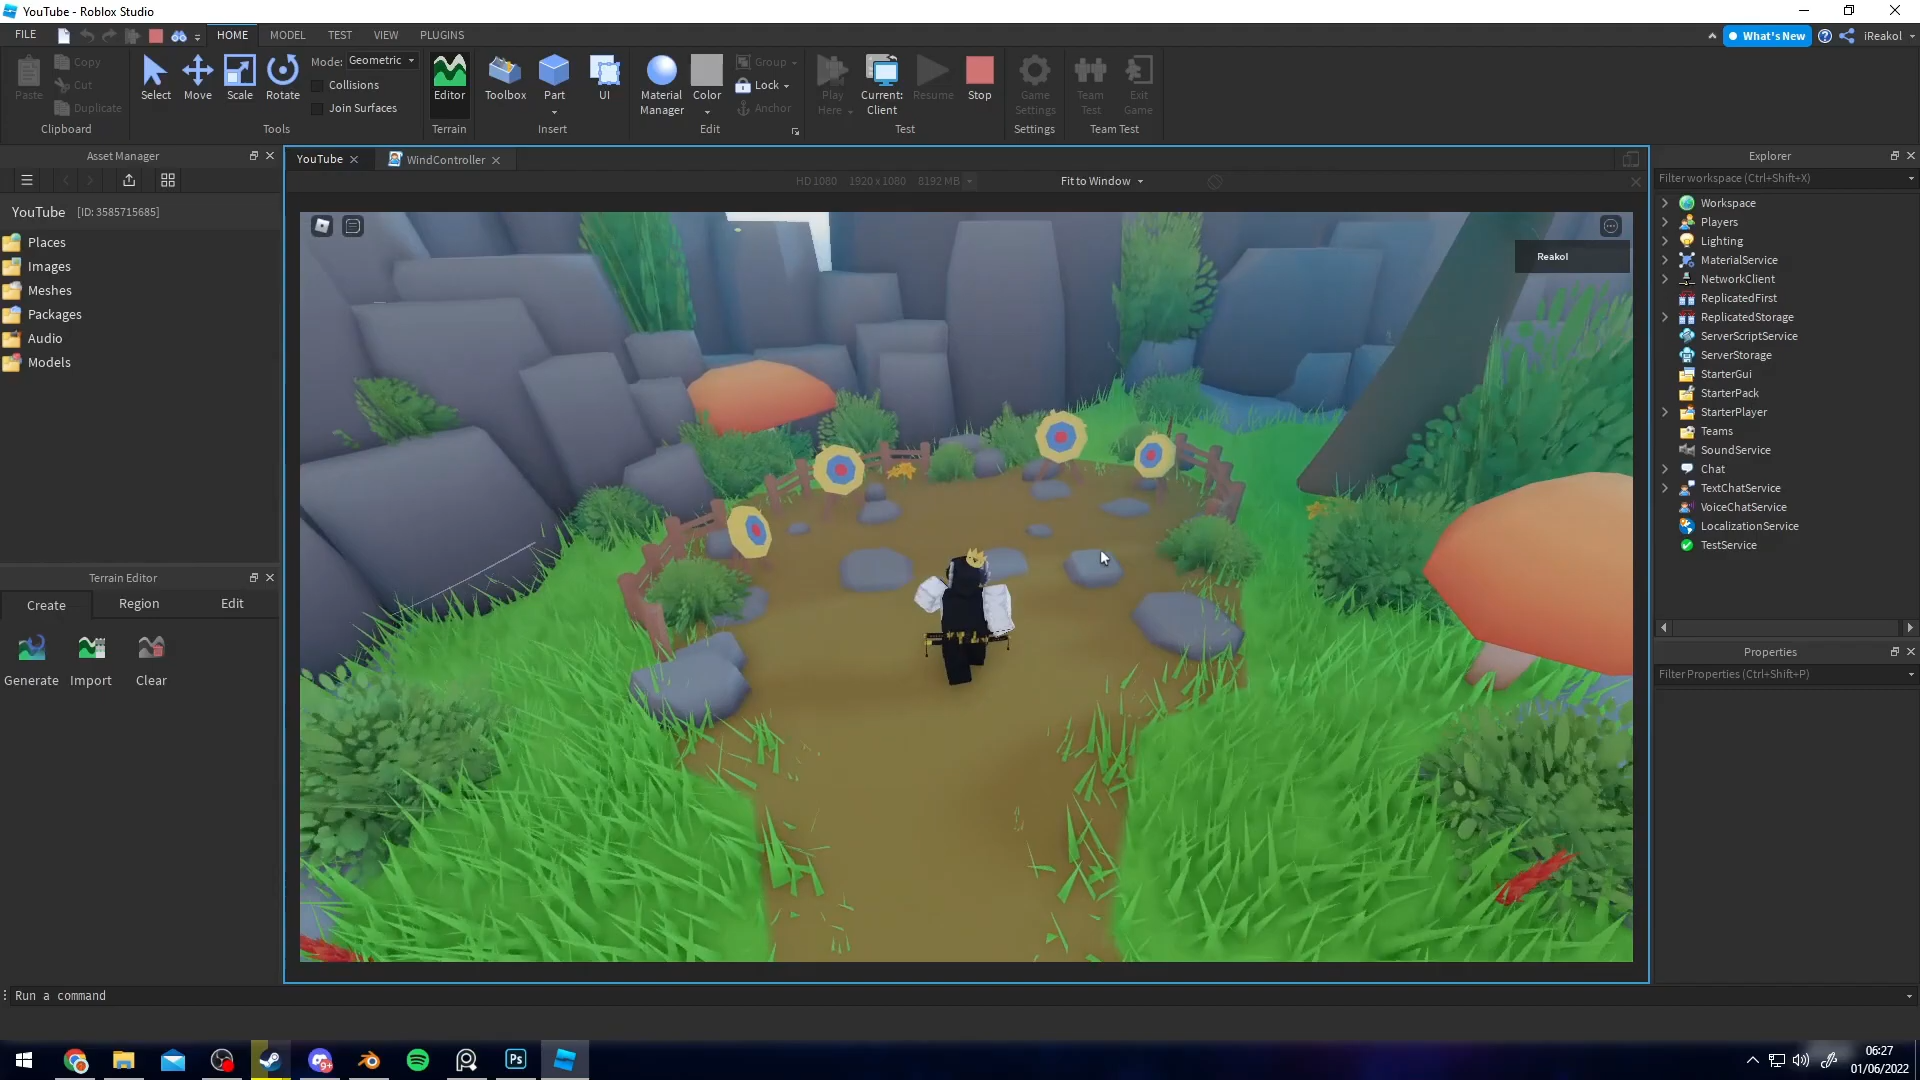 YouTube - Roblox Studio
FILE
HOME
MODEL
TEST
VIEW
PLUGINS
What's New
iReakol
Paste
Copy
Cut
Duplicate
Clipboard
Select
Move
Scale
Rotate
Mode: Geometric
Collisions
Join Surfaces
Tools
Editor
Terrain
Toolbox
Part
UI
Insert
Material
Manager
Color
Group
Lock
Anchor
Edit
Play
Here
Current:
Client
Resume
Stop
Test
Game
Settings
Settings
Team
Test
Exit
Game
Team Test
Asset Manager
YouTube [ID: 3585715685]
Places
Images
Meshes
Packages
Audio
Models
Terrain Editor
Create
Region
Edit
Generate
Import
Clear
YouTube
WindController
HD 1080 1920 x 1080 8192 MB
Fit to Window
Reakol
Explorer
Filter workspace (Ctrl+Shift+X)
Workspace
Players
Lighting
MaterialService
NetworkClient
ReplicatedFirst
ReplicatedStorage
ServerScriptService
ServerStorage
StarterGui
StarterPack
StarterPlayer
Teams
SoundService
Chat
TextChatService
VoiceChatService
LocalizationService
TestService
Properties
Filter Properties (Ctrl+Shift+P)
Run a command
9+
Ps
06:27
01/06/2022